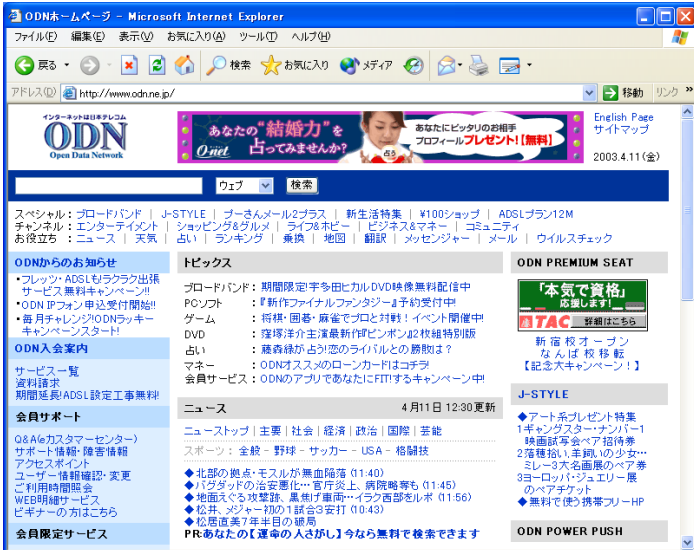 ODNホームページ - Microsoft Internet Explorer
ファイル(F) 編集(E) 表示(V) お気に入り(A) ツール(T) ヘルプ(H)
戻る 検索 お気に入り メディア
アドレス(D) http://www.odn.ne.jp/ 移動 リンク »
インターネットは日本テレコム
ODN
Open Data Network
あなたの“結婚力”を
占ってみませんか?
O-net
占う
あなたにピッタリのお相手
プロフィールプレゼント![無料]
English Page
サイトマップ
2003.4.11(金)
ウェブ 検索
スペシャル:ブロードバンド | J-STYLE | プーさんメール2プラス | 新生活特集 | ¥100ショップ | ADSLプラン12M
チャンネル:エンターテイメント | ショッピング&グルメ | ライフ&ホビー | ビジネス&マネー | コミュニティ
お役立ち :ニュース | 天気 | 占い | ランキング | 乗換 | 地図 | 翻訳 | メッセンジャー | メール | ウイルスチェック
ODNからのお知らせ
・フレッツ・ADSLもラクラク出張
サービス無料キャンペーン!!
・ODN IPフォン申込受付開始!!
・毎月チャレンジ!ODNラッキー
キャンペーンスタート!
ODN入会案内
サービス一覧
資料請求
期間延長!ADSL設定工事無料!
会員サポート
Q&A(eカスタマーセンター)
サポート情報・障害情報
アクセスポイント
ユーザー情報確認・変更
ご利用時間照会
WEB明細サービス
ビギナーの方はこちら
会員限定サービス
トピックス
ブロードバンド:期間限定!宇多田ヒカルDVD映像無料配信中
PCソフト :『新作ファイナルファンタジー』予約受付中!
ゲーム :将棋・囲碁・麻雀でプロと対戦!イベント開催中!
DVD :窪塚洋介主演最新作『ピンポン』2枚組特別版
占い :藤森緑が占う!恋のライバルとの勝敗は?
マネー :ODNオススメのローンカードはコチラ!
会員サービス:ODNのアプリであなたにFIT!するキャンペーン中!
ニュース 4月11日 12:30更新
ニューストップ | 主要 | 社会 | 経済 | 政治 | 国際 | 芸能
スポーツ: 全般 - 野球 - サッカー - USA - 格闘技
◆北部の拠点・モスルが無血陥落 (11:40)
◆バグダッドの治安悪化…官庁炎上、病院略奪も (11:45)
◆地面えぐる攻撃跡、黒焦げ車両…イラク西部をルポ (11:56)
◆松井、メジャー初の1試合3安打 (10:43)
◆松居直美7年半目の破局
PR:あなたの【運命の人さがし】今なら無料で検索できます
ODN PREMIUM SEAT
「本気で資格」
応援します!
TAC 詳細はこちら
新宿校オープン
なんば校移転
【記念大キャンペーン!】
J-STYLE
◆アート系プレゼント特集
1ギャングスター・ナンバー1
映画試写会ペア招待券
2落穂拾い、羊飼いの少女…
ミレー3大名画展のペア券
3ヨーロッパ・ジュエリー展
のペアチケット
◆無料で使う携帯フリーHP
ODN POWER PUSH